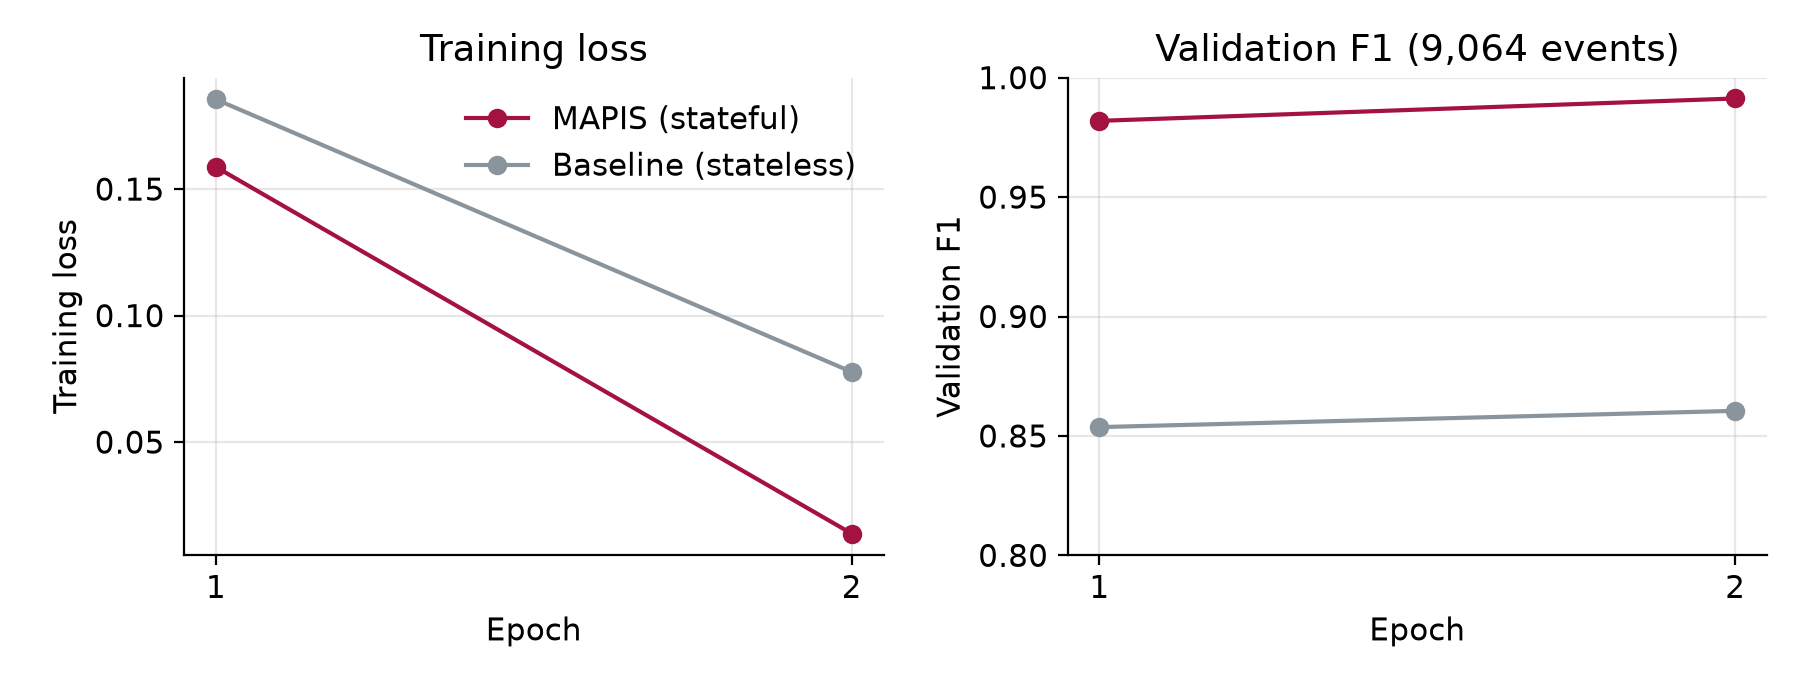 Training loss
MAPIS (stateful)
Baseline (stateless)
Training loss
0.15
0.10
0.05
1
2
Epoch
Validation F1 (9,064 events)
Validation F1
1.00
0.95
0.90
0.85
0.80
1
2
Epoch